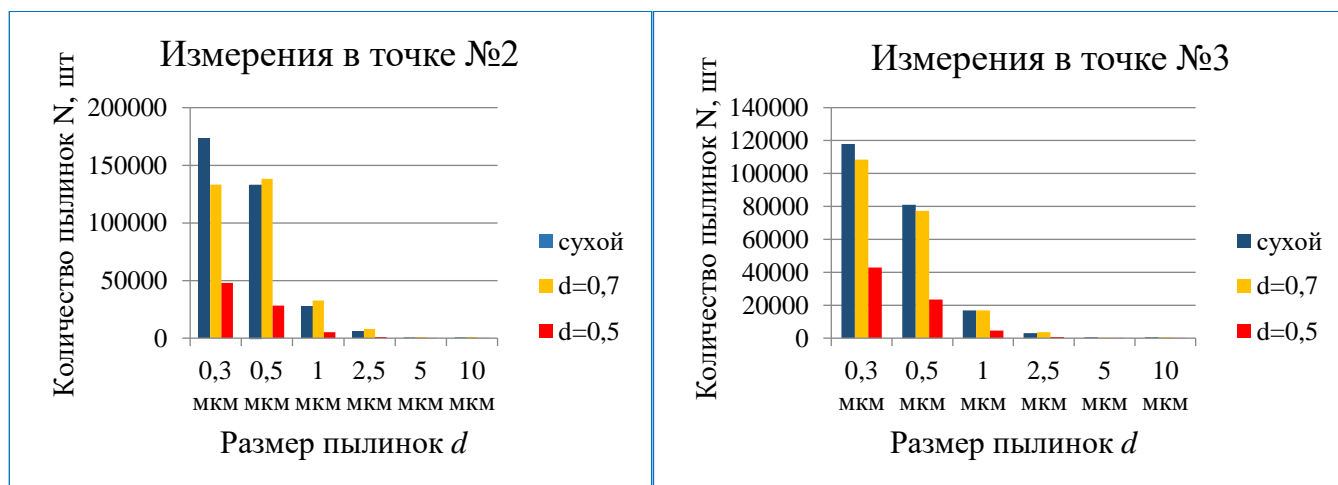 Измерения в точке №2
Количество пылинок N, шт
200000
150000
100000
50000
0
0,3 0,5 1 2,5 5 10
мкм мкм мкм мкм мкм мкм
Размер пылинок d
сухой
d=0,7
d=0,5
Измерения в точке №3
Количество пылинок N, шт
140000
120000
100000
80000
60000
40000
20000
0
0,3 0,5 1 2,5 5 10
мкм мкм мкм мкм мкм мкм
Размер пылинок d
сухой
d=0,7
d=0,5